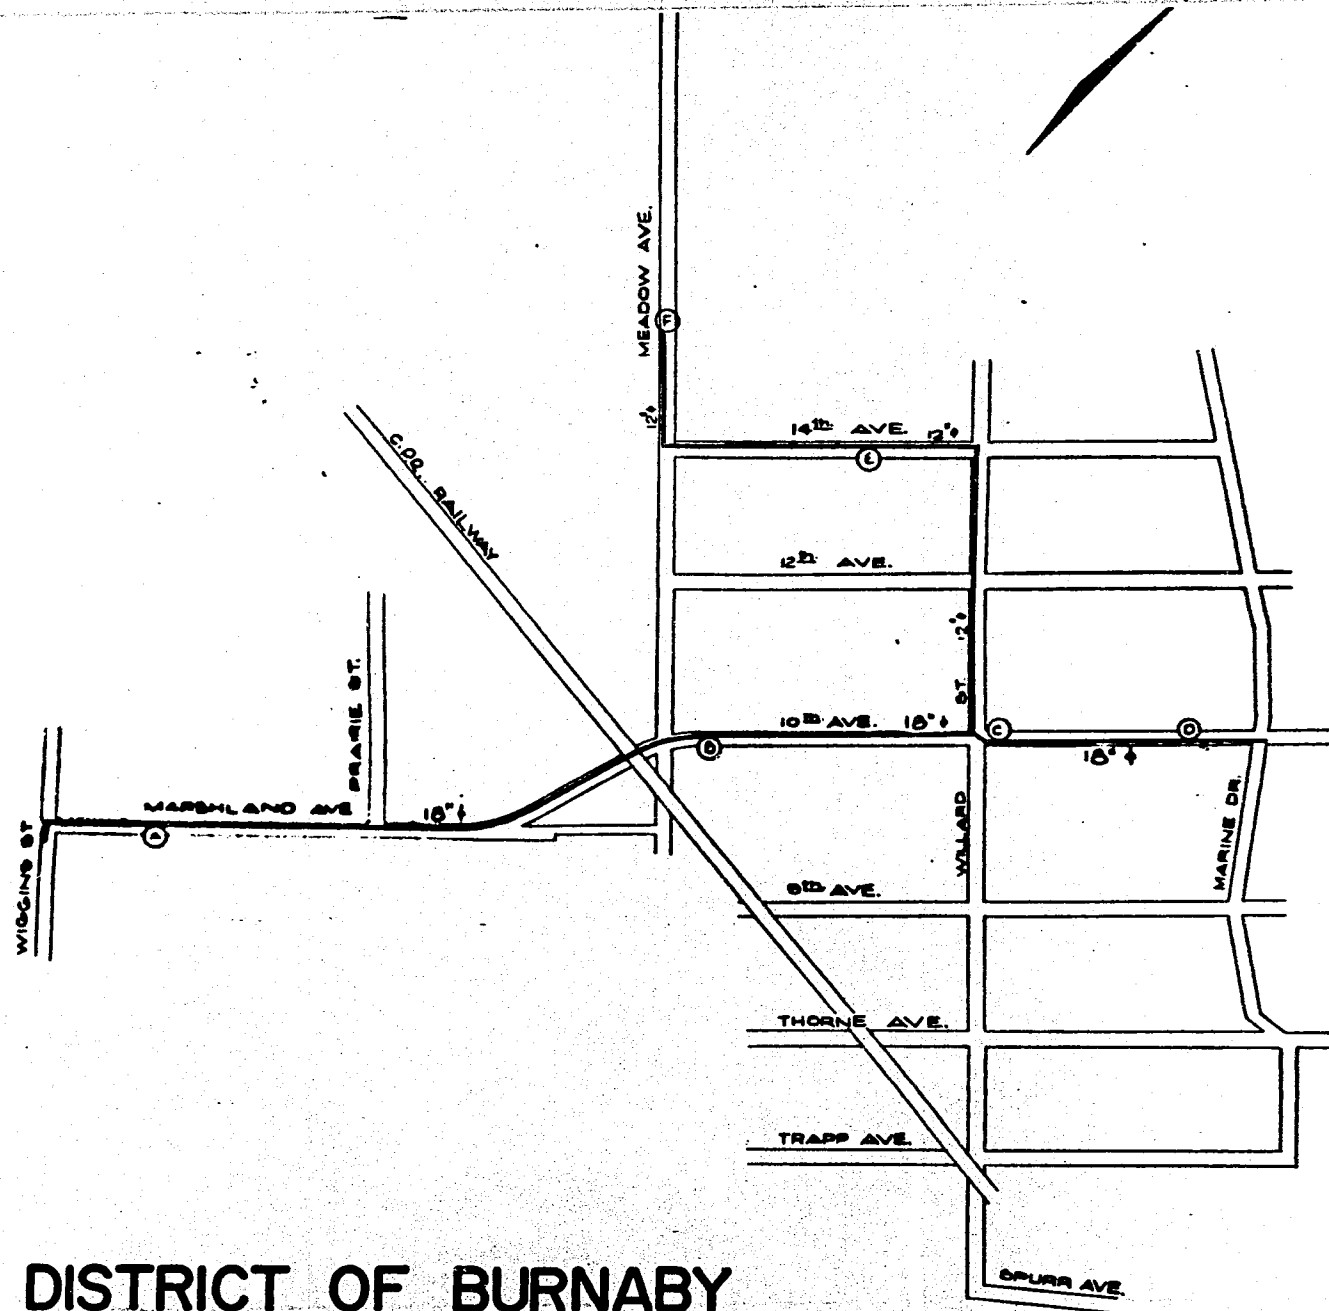 MEADOW AVE.
F
12"ɸ
14th AVE. 12"ɸ
E
C.P.R. RAILWAY
12th AVE.
12"ɸ
ST.
PRARIE ST.
10th AVE. 18"ɸ
C
D
B
18"ɸ
MARSHLAND AVE
18"ɸ
A
WIGGINS ST
WILLARD
MARINE DR.
8th AVE.
THORNE AVE.
TRAPP AVE.
SPURR AVE.
DISTRICT OF BURNABY